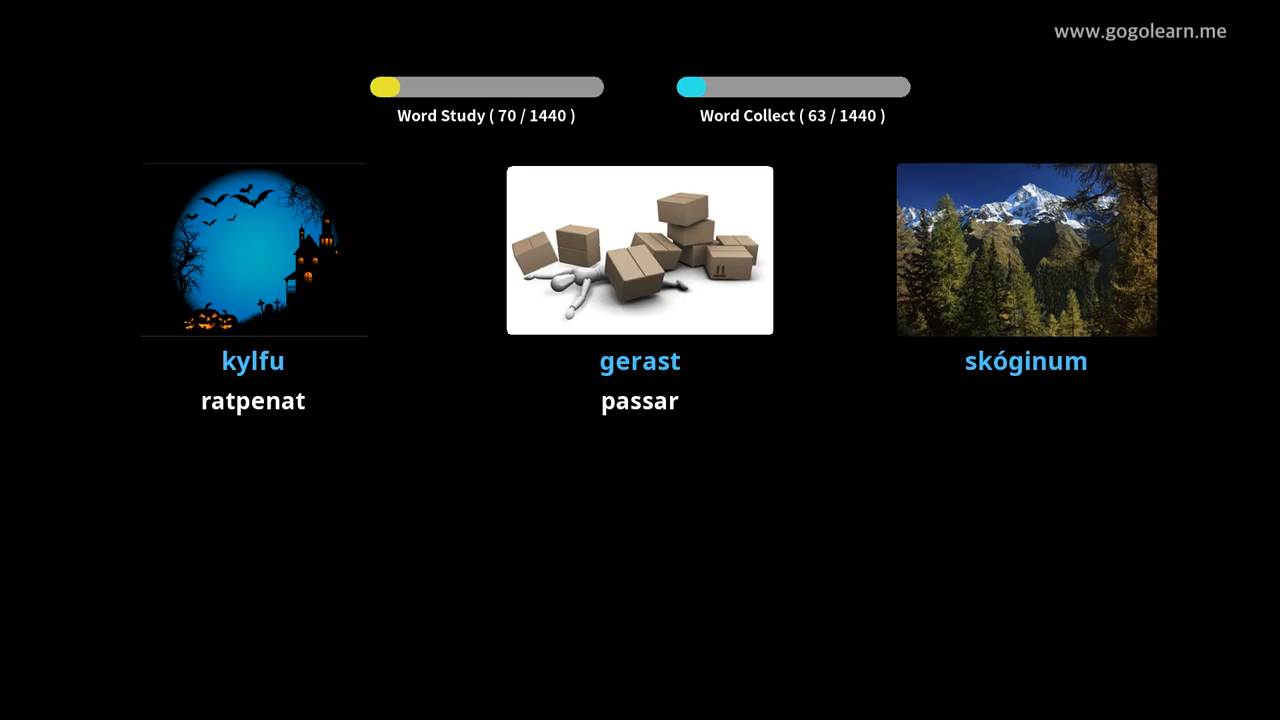 www.gogolearn.me
Word Study ( 70 / 1440 )
Word Collect ( 63 / 1440 )
kylfu
gerast
skóginum
ratpenat
passar